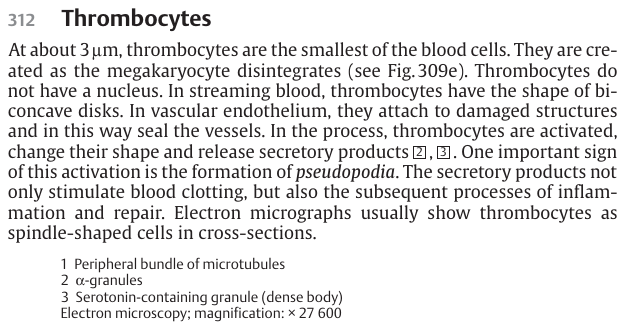 312 Thrombocytes
At about 3 µm, thrombocytes are the smallest of the blood cells. They are cre-
ated as the megakaryocyte disintegrates (see Fig. 309e). Thrombocytes do
not have a nucleus. In streaming blood, thrombocytes have the shape of bi-
concave disks. In vascular endothelium, they attach to damaged structures
and in this way seal the vessels. In the process, thrombocytes are activated,
change their shape and release secretory products 2, 3. One important sign
of this activation is the formation of pseudopodia. The secretory products not
only stimulate blood clotting, but also the subsequent processes of inflam-
mation and repair. Electron micrographs usually show thrombocytes as
spindle-shaped cells in cross-sections.
1 Peripheral bundle of microtubules
2 α-granules
3 Serotonin-containing granule (dense body)
Electron microscopy; magnification: × 27 600